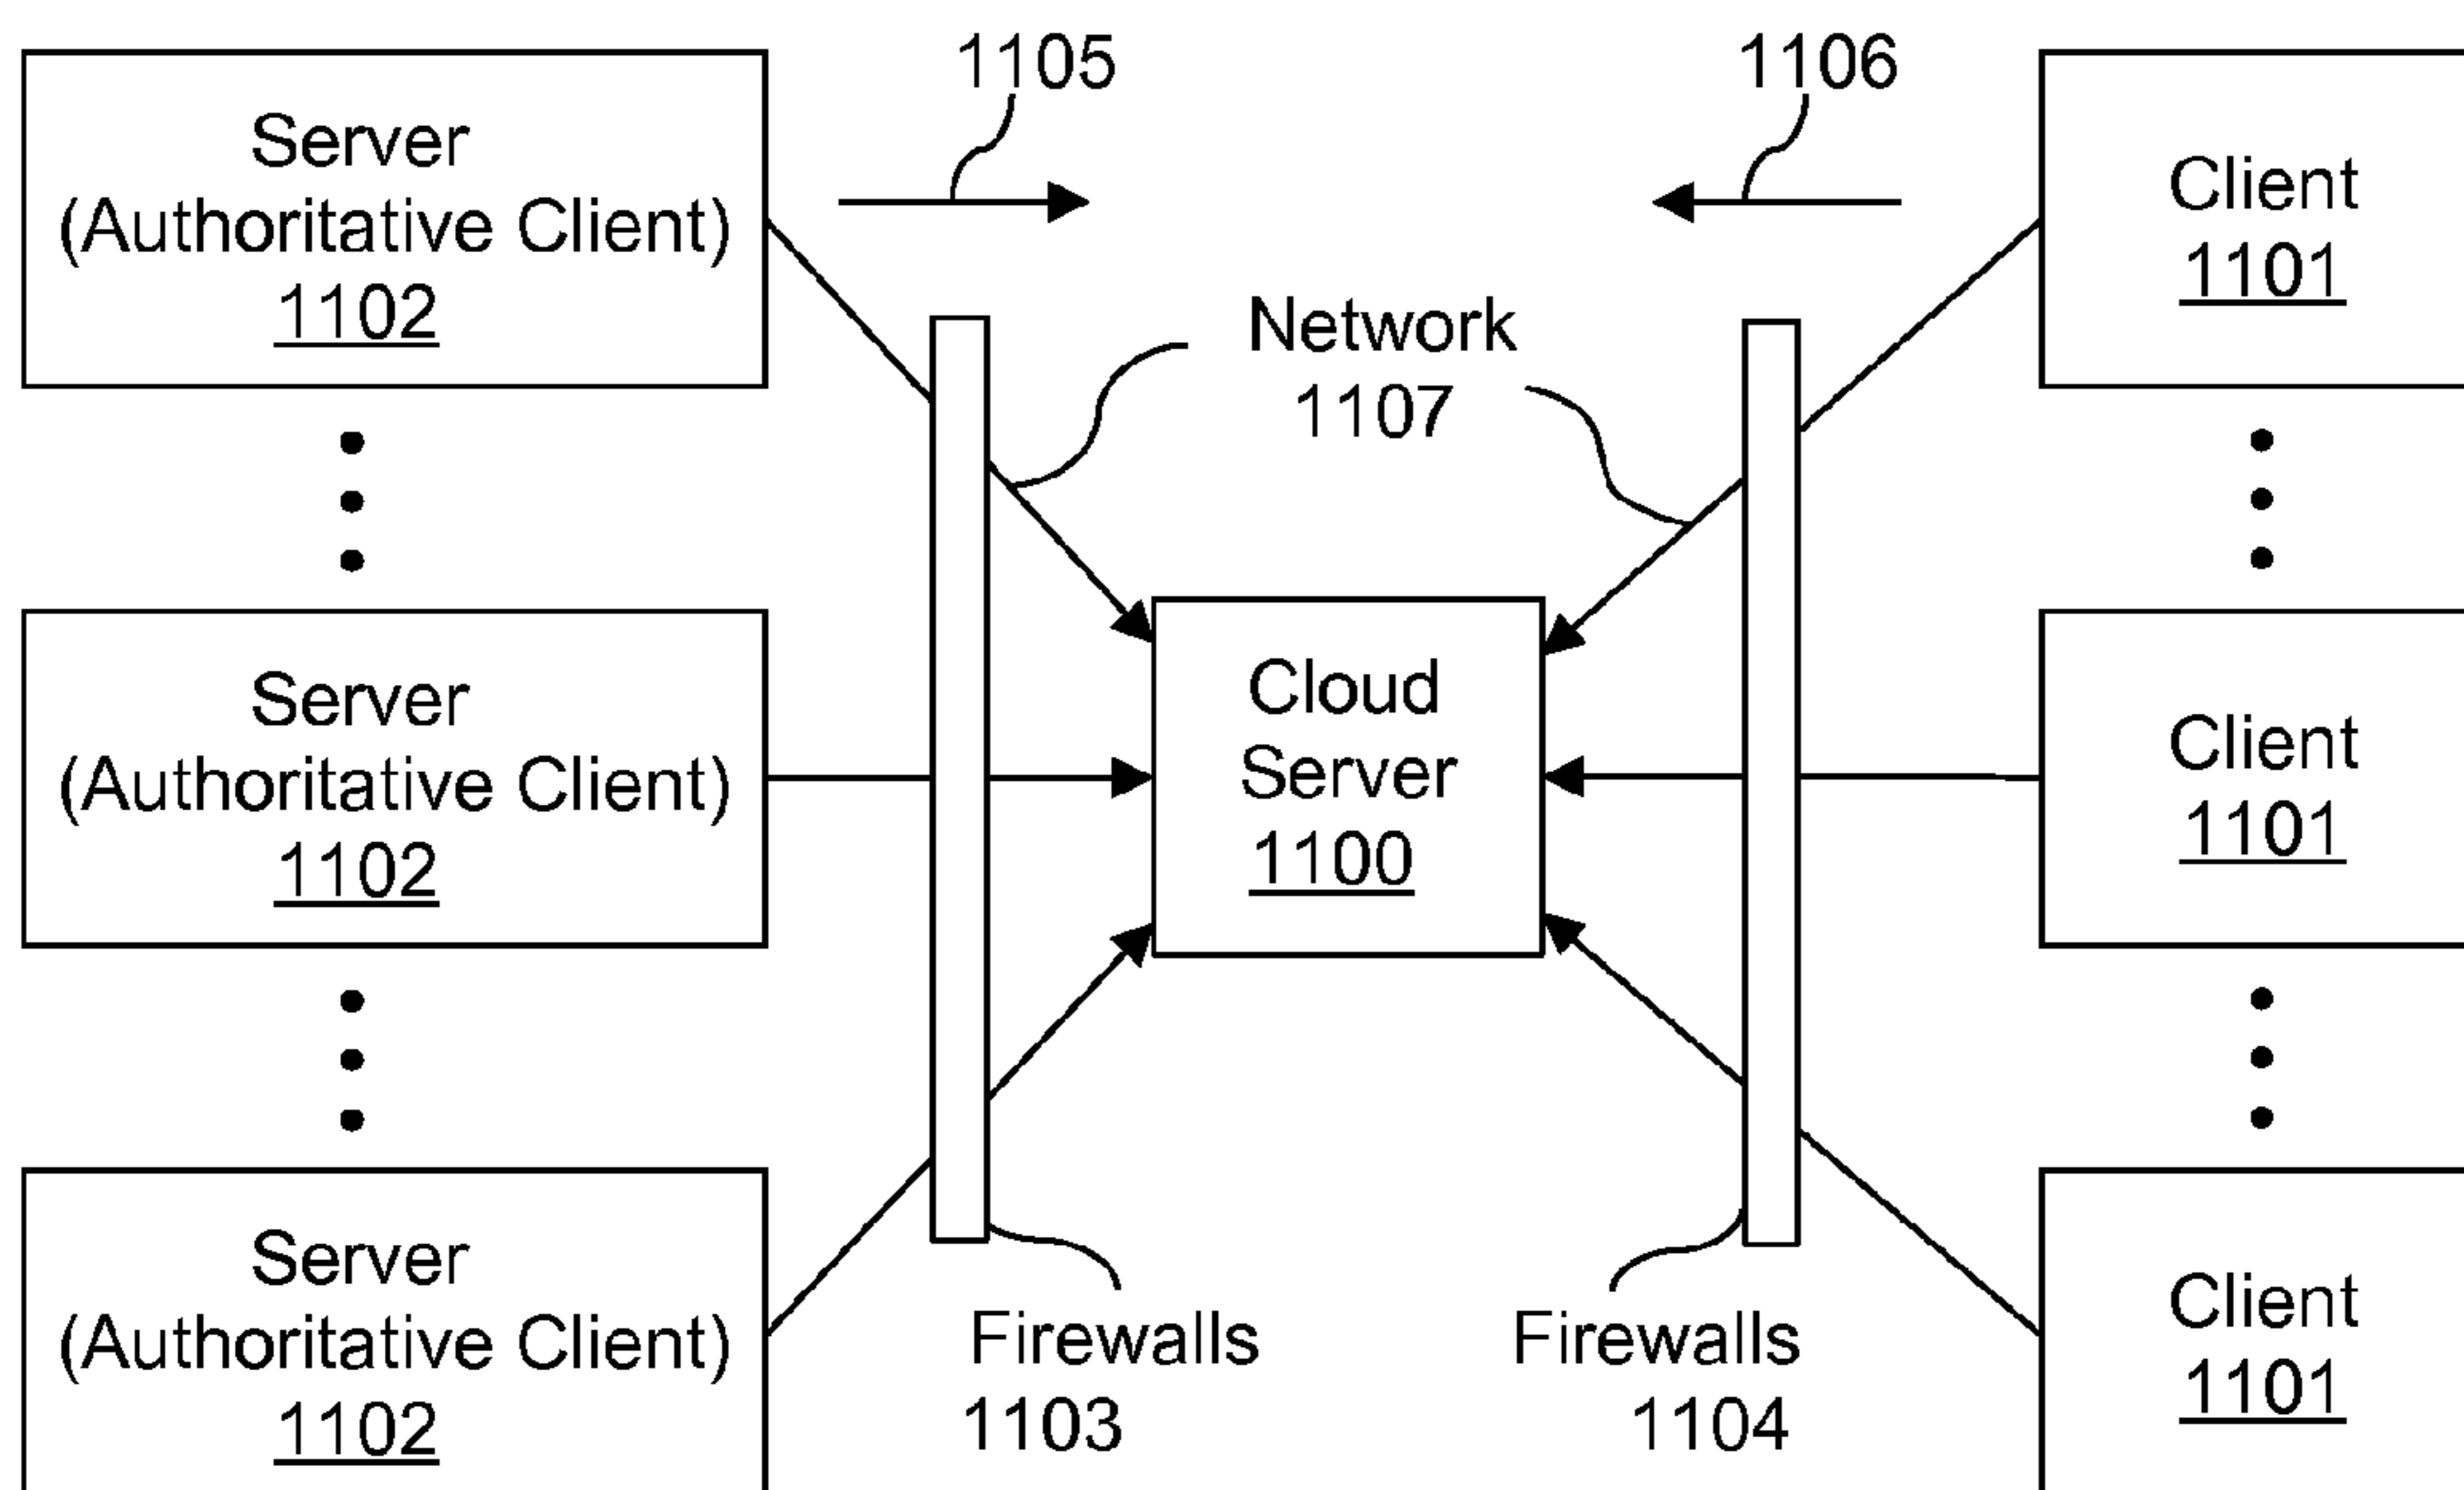 1105
1106
Server
(Authoritative Client)
1102
Client
1101
Network
1107
Server
(Authoritative Client)
1102
Cloud
Server
1100
Client
1101
Server
(Authoritative Client)
1102
Firewalls
1103
Firewalls
1104
Client
1101